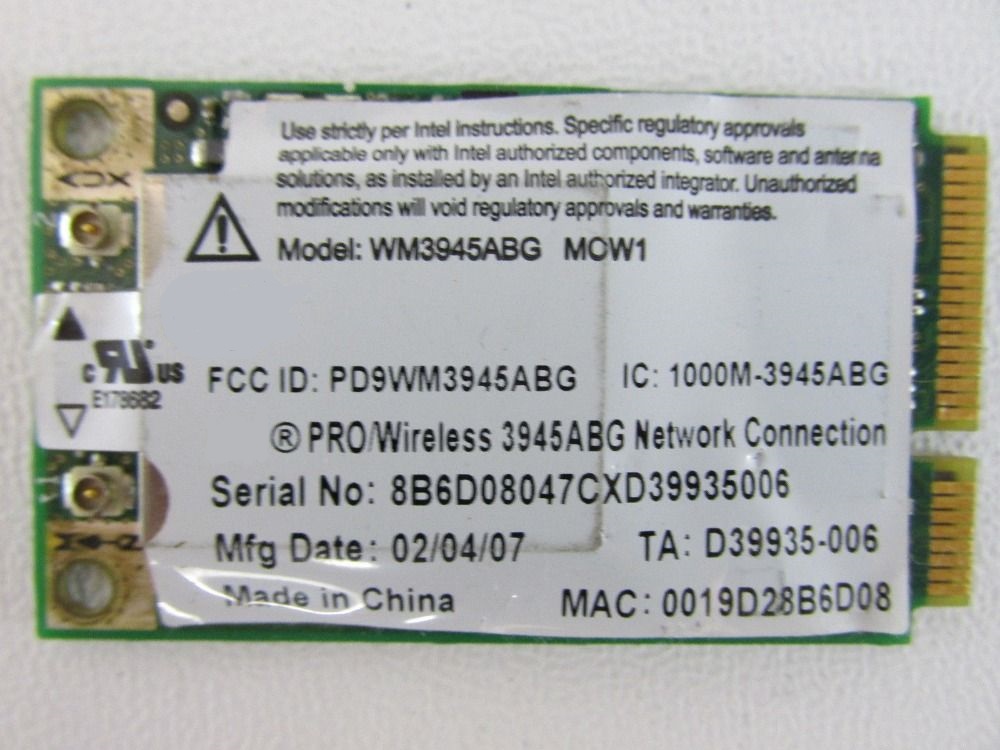 Use strictly per Intel instructions. Specific regulatory approvals
applicable only with Intel authorized components, software and antenna
solutions, as installed by an Intel authorized integrator. Unauthorized
modifications will void regulatory approvals and warranties.
Model: WM3945ABG MOW1
c RU US
E179682
FCC ID: PD9WM3945ABG IC: 1000M-3945ABG
® PRO/Wireless 3945ABG Network Connection
Serial No: 8B6D08047CXD39935006
Mfg Date: 02/04/07 TA: D39935-006
Made in China MAC: 0019D28B6D08